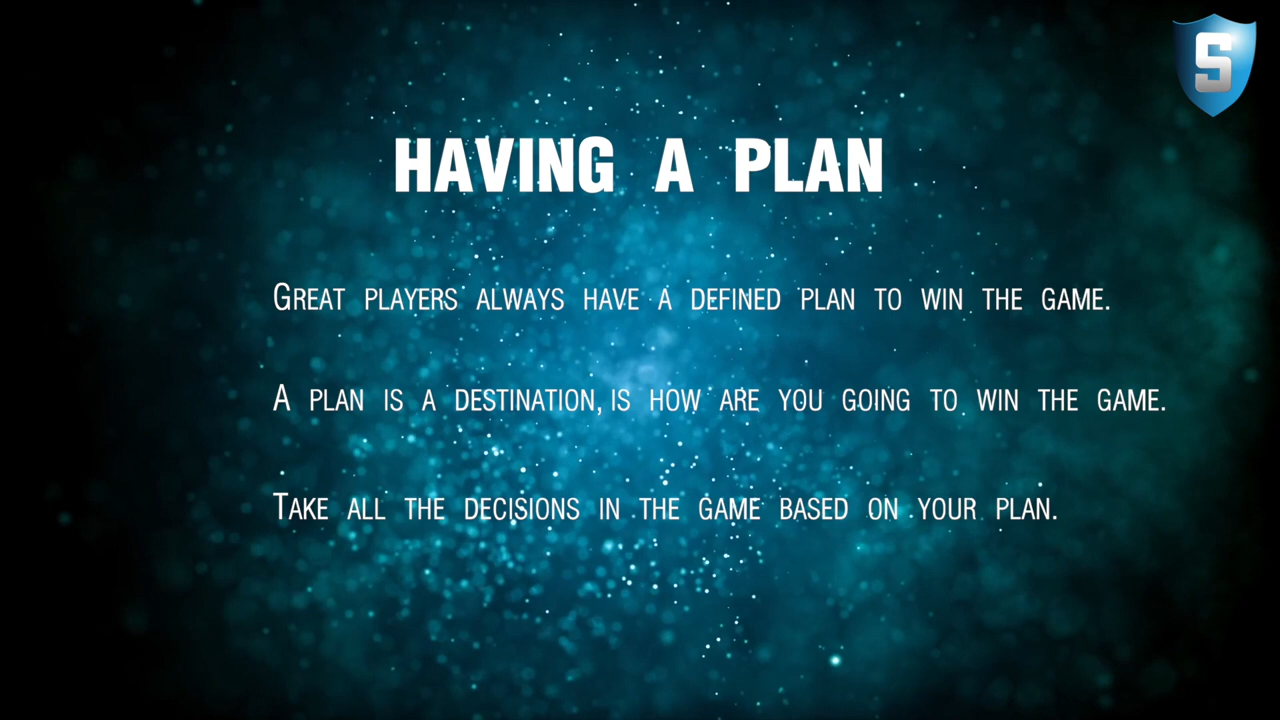 S
HAVING A PLAN
Great players always have a defined plan to win the game.
A plan is a destination, is how are you going to win the game.
Take all the decisions in the game based on your plan.